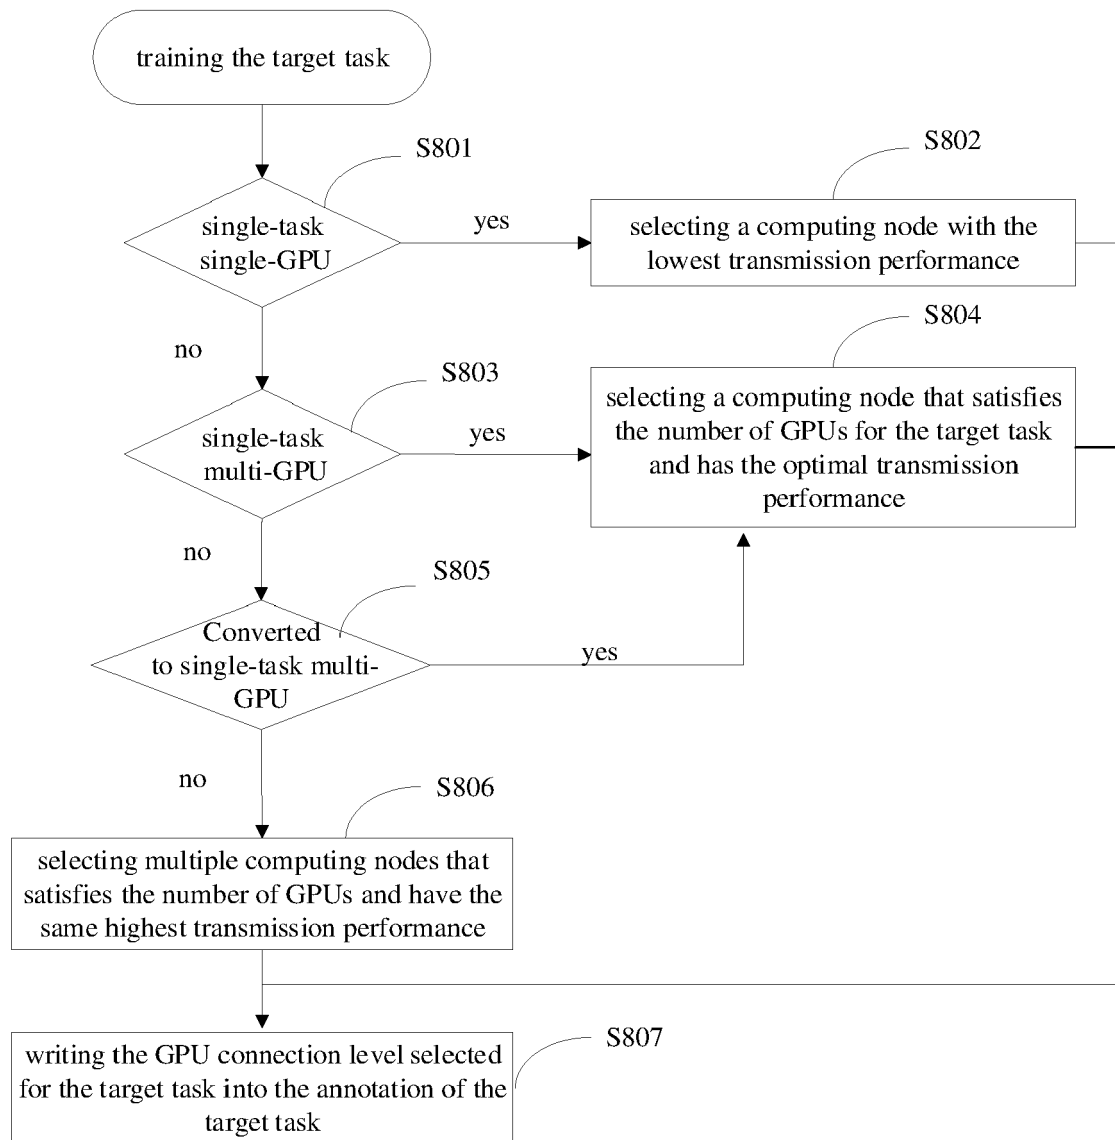 training the target task
S801
S802
single-task
single-GPU
yes
selecting a computing node with the
lowest transmission performance
no
S803
S804
single-task
multi-GPU
yes
selecting a computing node that satisfies
the number of GPUs for the target task
and has the optimal transmission
performance
no
S805
Converted
to single-task multi-
GPU
yes
no
S806
selecting multiple computing nodes that
satisfies the number of GPUs and have the
same highest transmission performance
S807
writing the GPU connection level selected
for the target task into the annotation of the
target task